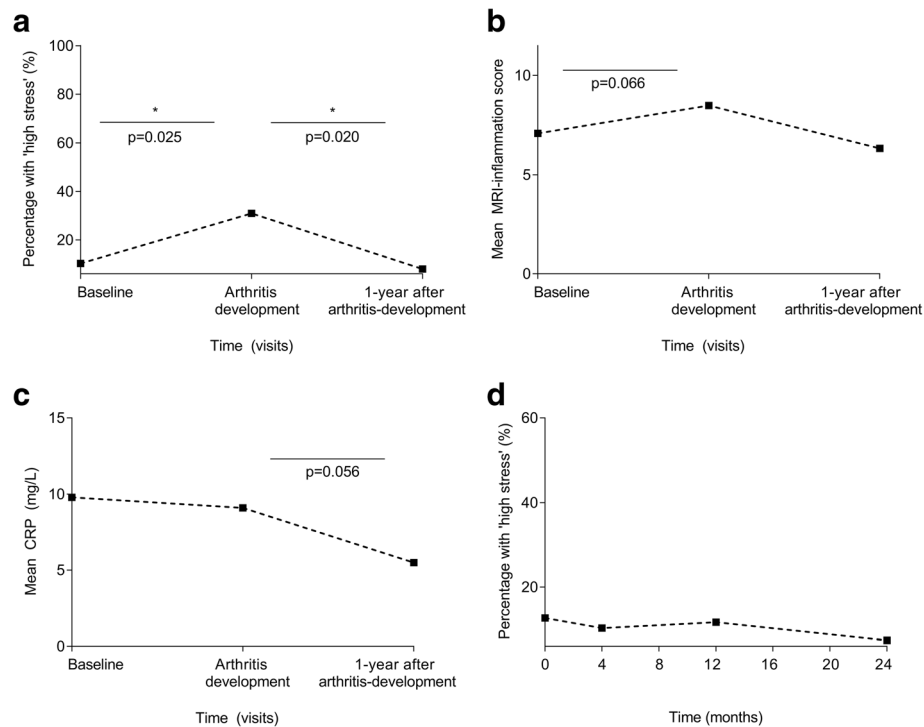 a
Percentage with 'high stress' (%)
100
80
60
40
20
*
p=0.025
*
p=0.020
Baseline
Arthritis
development
1-year after
arthritis-development
Time (visits)
b
Mean MRI-inflammation score
10
5
0
p=0.066
Baseline
Arthritis
development
1-year after
arthritis-development
Time (visits)
c
Mean CRP (mg/L)
15
10
5
0
p=0.056
Baseline
Arthritis
development
1-year after
arthritis-development
Time (visits)
d
Percentage with 'high stress' (%)
60
40
20
0 4 8 12 16 20 24
Time (months)